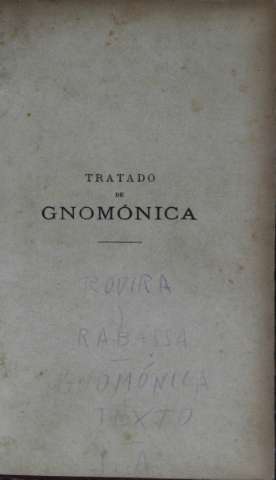 TRATADO
DE
GNOMÓNICA
ROVIRA
RABASSA
GNOMÓNICA
TEXTO